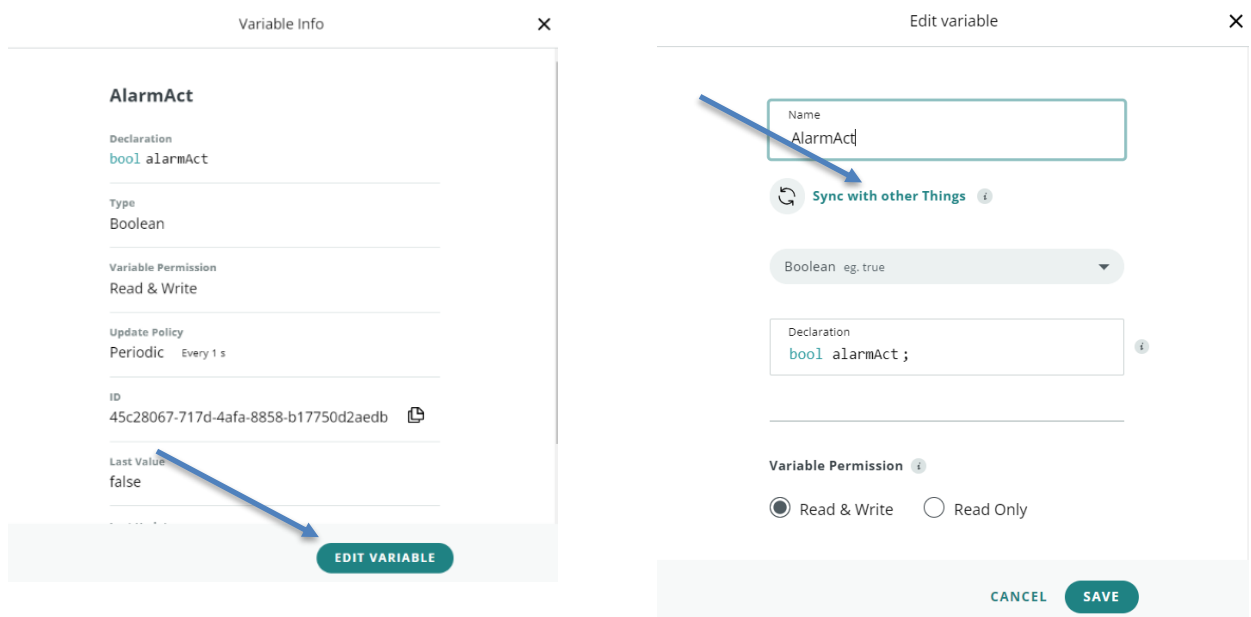 Variable Info
AlarmAct
Declaration
bool alarmAct
Type
Boolean
Variable Permission
Read & Write
Update Policy
Periodic Every 1 s
ID
45c28067-717d-4afa-8858-b17750d2aedb
Last Value
false
EDIT VARIABLE
Edit variable
Name
AlarmAct
Sync with other Things i
Boolean eg. true
Declaration
bool alarmAct;
i
Variable Permission i
Read & Write Read Only
CANCEL SAVE